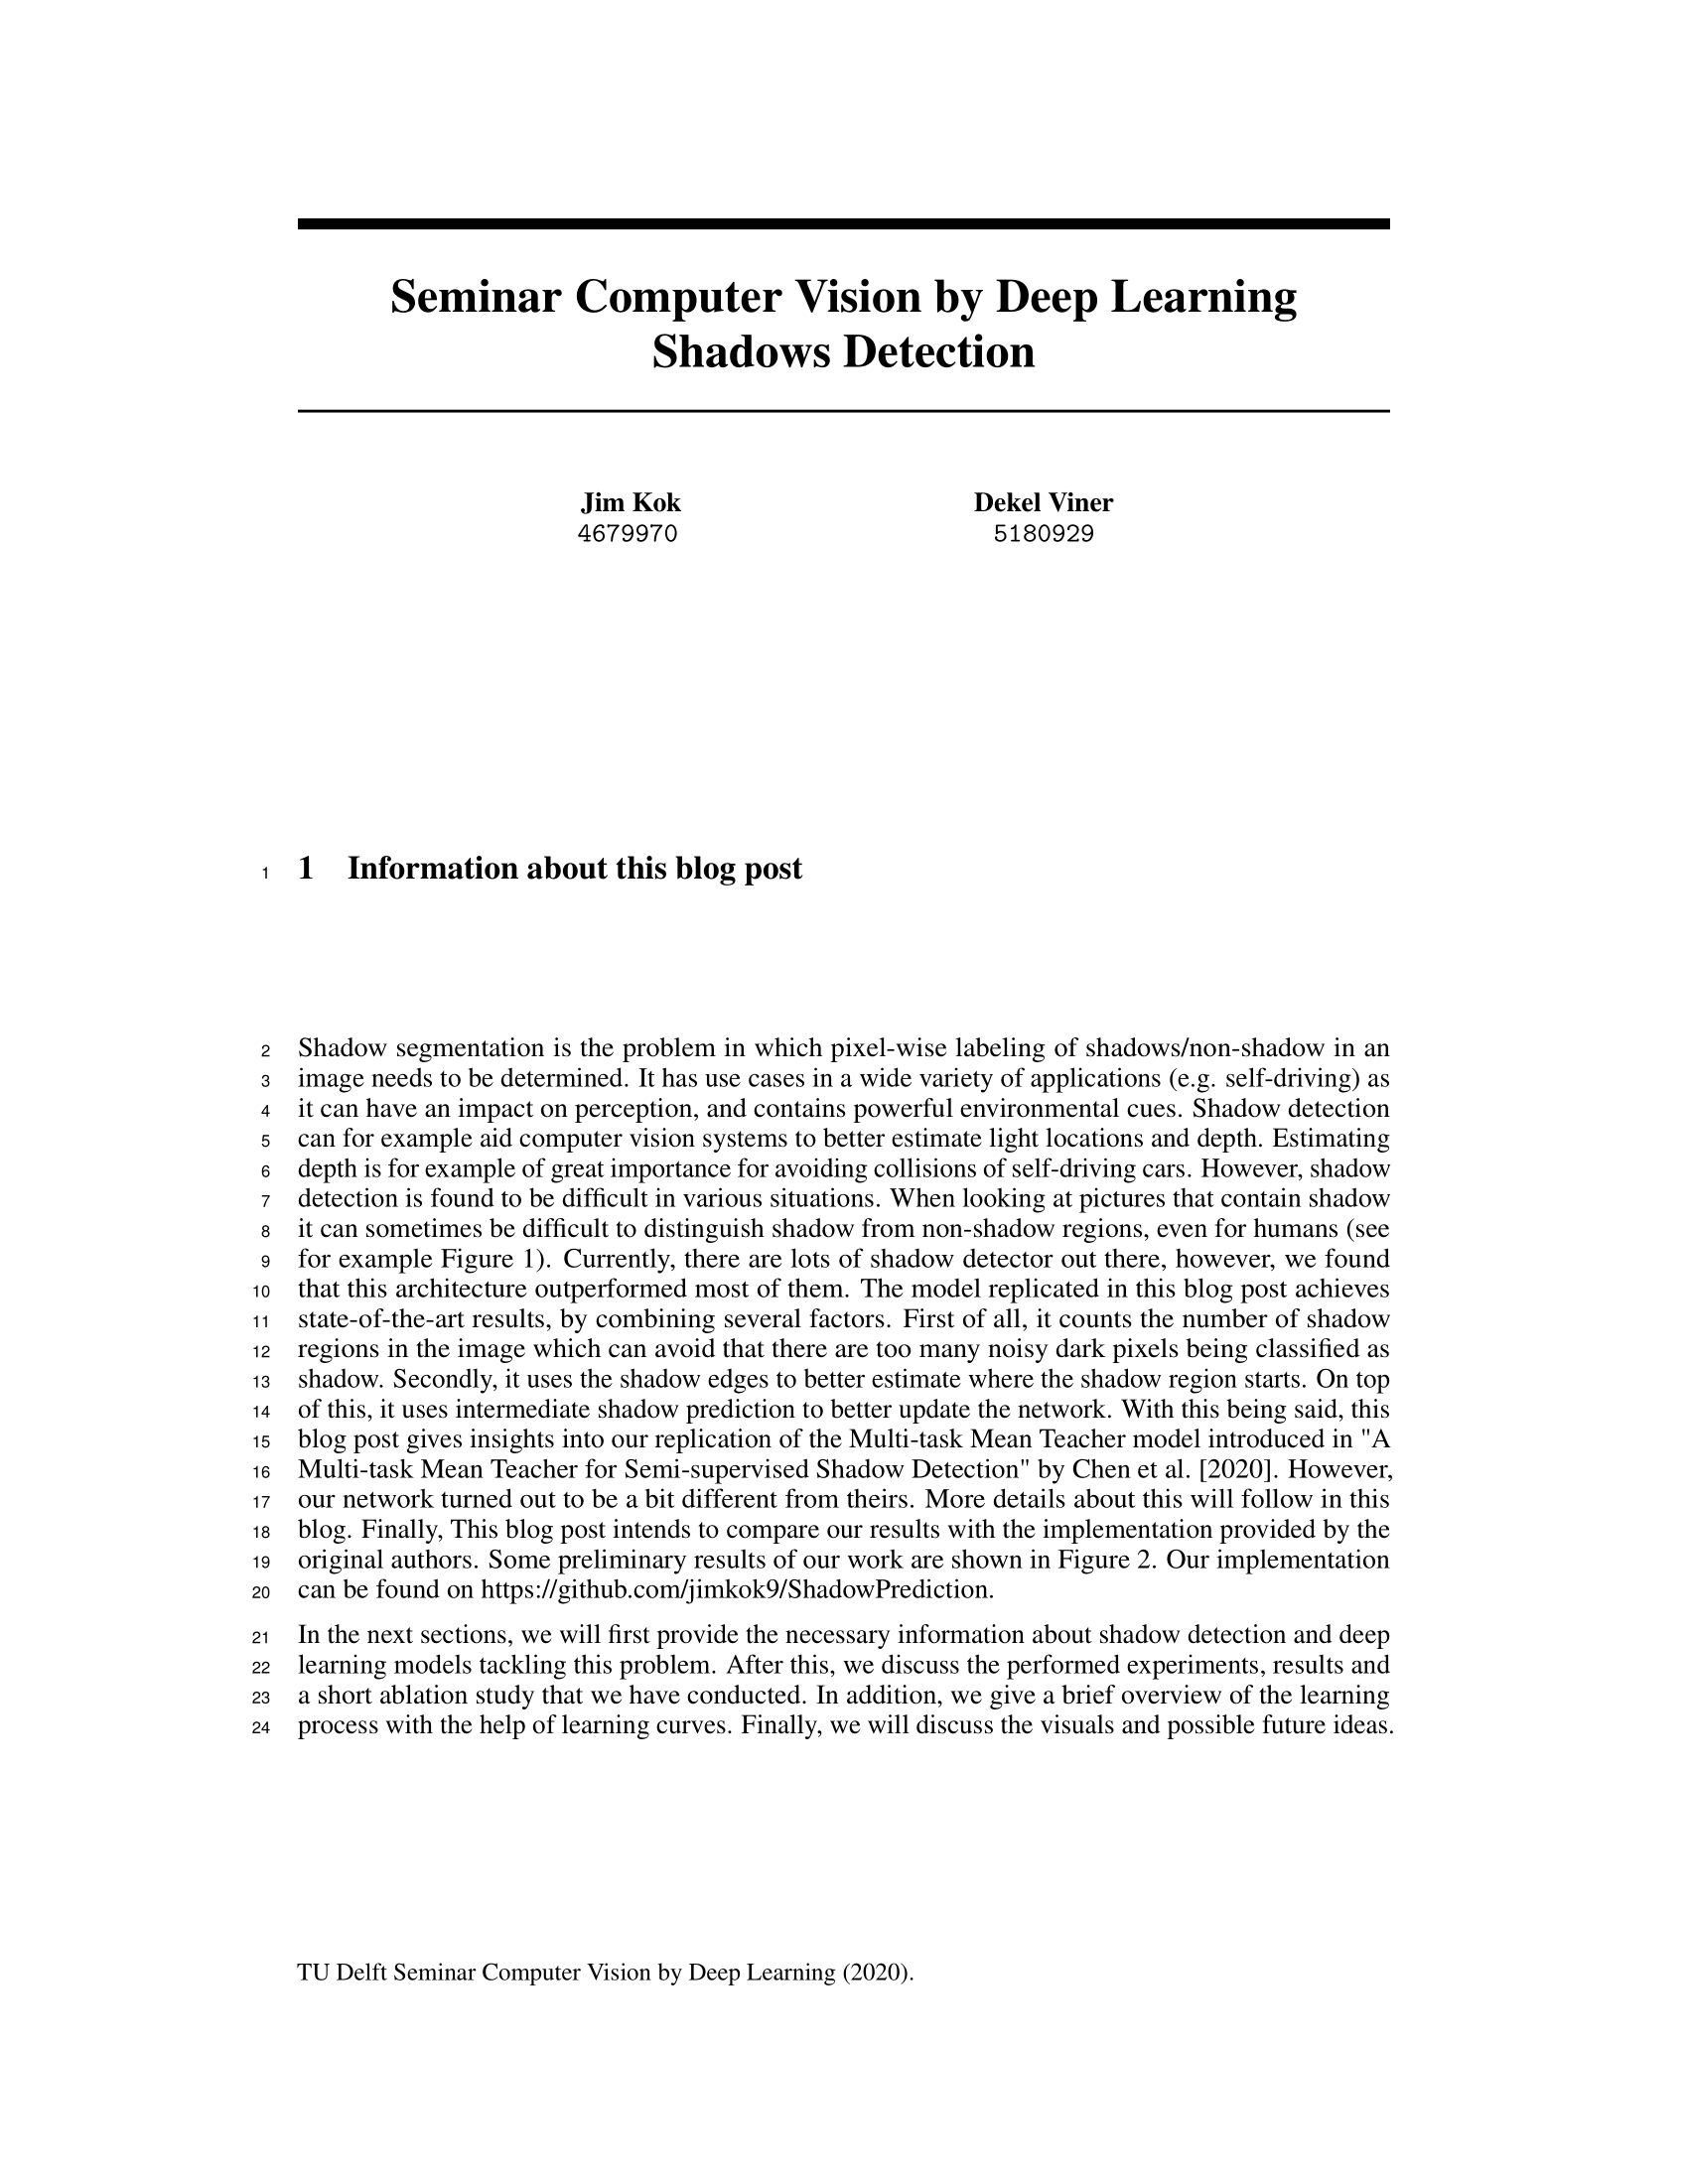 Seminar Computer Vision by Deep Learning
Shadows Detection
Jim Kok
Dekel Viner
4679970
5180929
1 1 Information about this blog post
2 Shadow segmentation is the problem in which pixel-wise labeling of shadows/non-shadow in an
3 image needs to be determined. It has use cases in a wide variety of applications (e.g. self-driving) as
4 it can have an impact on perception, and contains powerful environmental cues. Shadow detection
5 can for example aid computer vision systems to better estimate light locations and depth. Estimating
6 depth is for example of great importance for avoiding collisions of self-driving cars. However, shadow
7 detection is found to be difficult in various situations. When looking at pictures that contain shadow
8 it can sometimes be difficult to distinguish shadow from non-shadow regions, even for humans (see
9 for example Figure 1). Currently, there are lots of shadow detector out there, however, we found
10 that this architecture outperformed most of them. The model replicated in this blog post achieves
11 state-of-the-art results, by combining several factors. First of all, it counts the number of shadow
12 regions in the image which can avoid that there are too many noisy dark pixels being classified as
13 shadow. Secondly, it uses the shadow edges to better estimate where the shadow region starts. On top
14 of this, it uses intermediate shadow prediction to better update the network. With this being said, this
15 blog post gives insights into our replication of the Multi-task Mean Teacher model introduced in "A
16 Multi-task Mean Teacher for Semi-supervised Shadow Detection" by Chen et al. [2020]. However,
17 our network turned out to be a bit different from theirs. More details about this will follow in this
18 blog. Finally, This blog post intends to compare our results with the implementation provided by the
19 original authors. Some preliminary results of our work are shown in Figure 2. Our implementation
20 can be found on https://github.com/jimkok9/ShadowPrediction.
21 In the next sections, we will first provide the necessary information about shadow detection and deep
22 learning models tackling this problem. After this, we discuss the performed experiments, results and
23 a short ablation study that we have conducted. In addition, we give a brief overview of the learning
24 process with the help of learning curves. Finally, we will discuss the visuals and possible future ideas.
TU Delft Seminar Computer Vision by Deep Learning (2020).